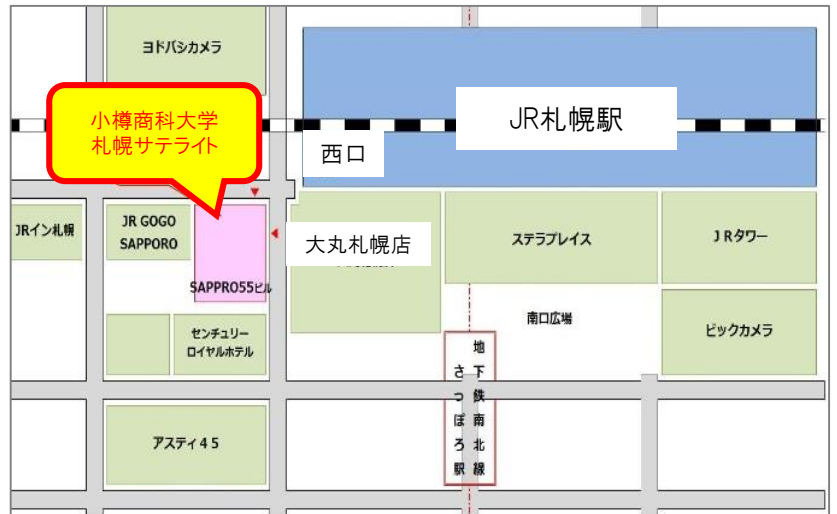 ヨドバシカメラ
小樽商科大学
札幌サテライト
JR札幌駅
西口
JRイン札幌
JR GOGO
SAPPORO
SAPPRO55ビル
大丸札幌店
ステラプレイス
JRタワー
南口広場
ビックカメラ
センチュリー
ロイヤルホテル
地下鉄南北線
さっぽろ駅
アスティ45